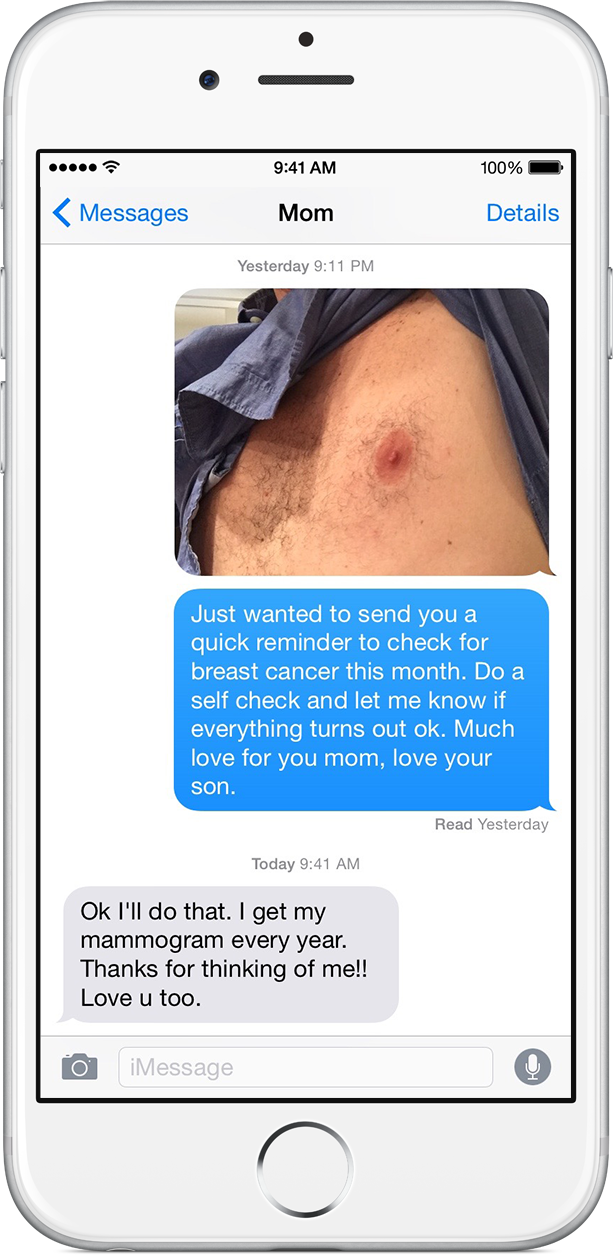 9:41 AM
100%
Messages
Mom
Details
Yesterday 9:11 PM
Just wanted to send you a
quick reminder to check for
breast cancer this month. Do a
self check and let me know if
everything turns out ok. Much
love for you mom, love your
son.
Read Yesterday
Today 9:41 AM
Ok I'll do that. I get my
mammogram every year.
Thanks for thinking of me!!
Love u too.
iMessage